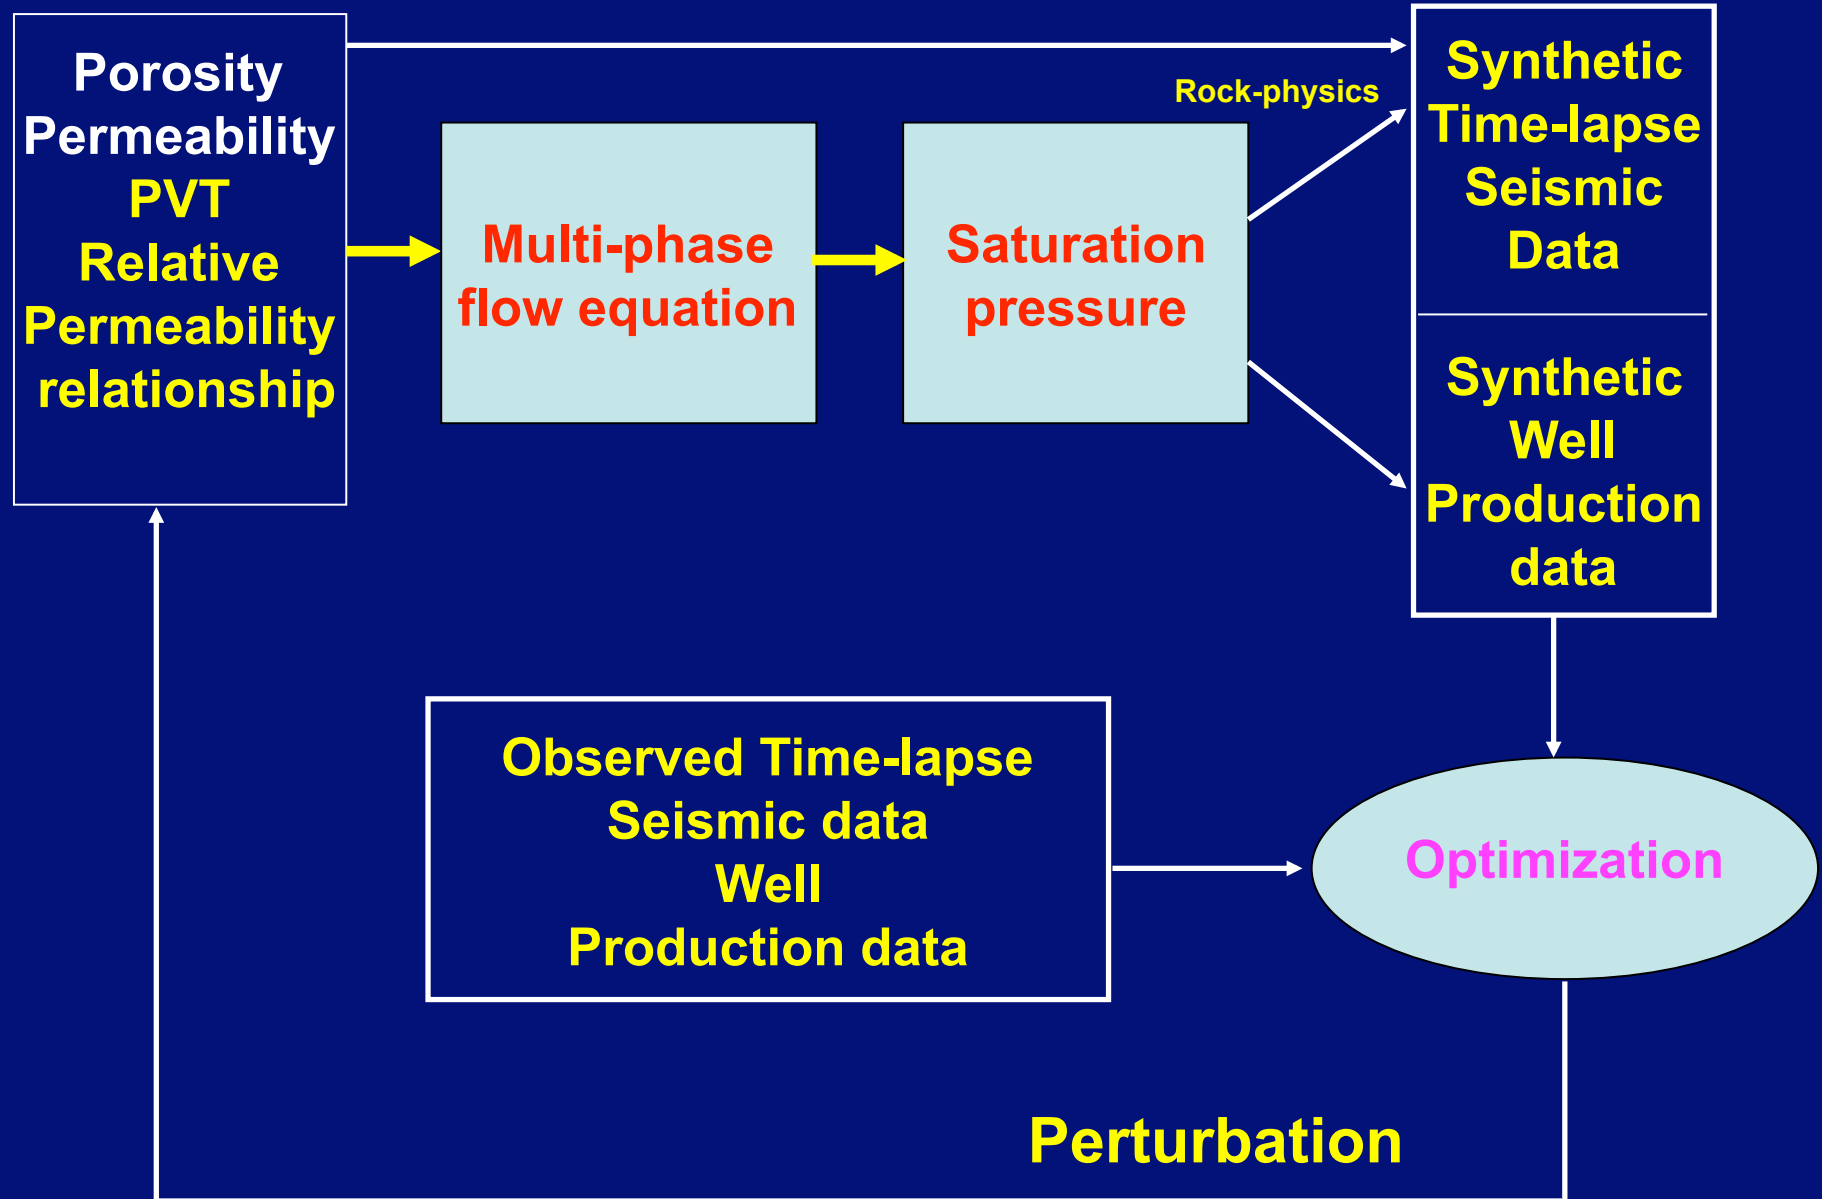 Porosity
Permeability
PVT
Relative
Permeability
relationship
Multi-phase
flow equation
Saturation
pressure
Rock-physics
Synthetic
Time-lapse
Seismic
Data
Synthetic
Well
Production
data
Observed Time-lapse
Seismic data
Well
Production data
Optimization
Perturbation